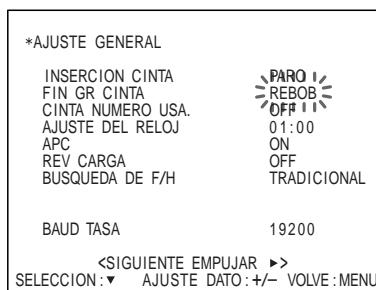 *AJUSTE GENERAL
INSERCION CINTA PARO
FIN GR CINTA REBOB
CINTA NUMERO USA. OFF
AJUSTE DEL RELOJ 01:00
APC ON
REV CARGA OFF
BUSQUEDA DE F/H TRADICIONAL
BAUD TASA 19200
<SIGUIENTE EMPUJAR ►>
SELECCION:▼ AJUSTE DATO:+/– VOLVE:MENU